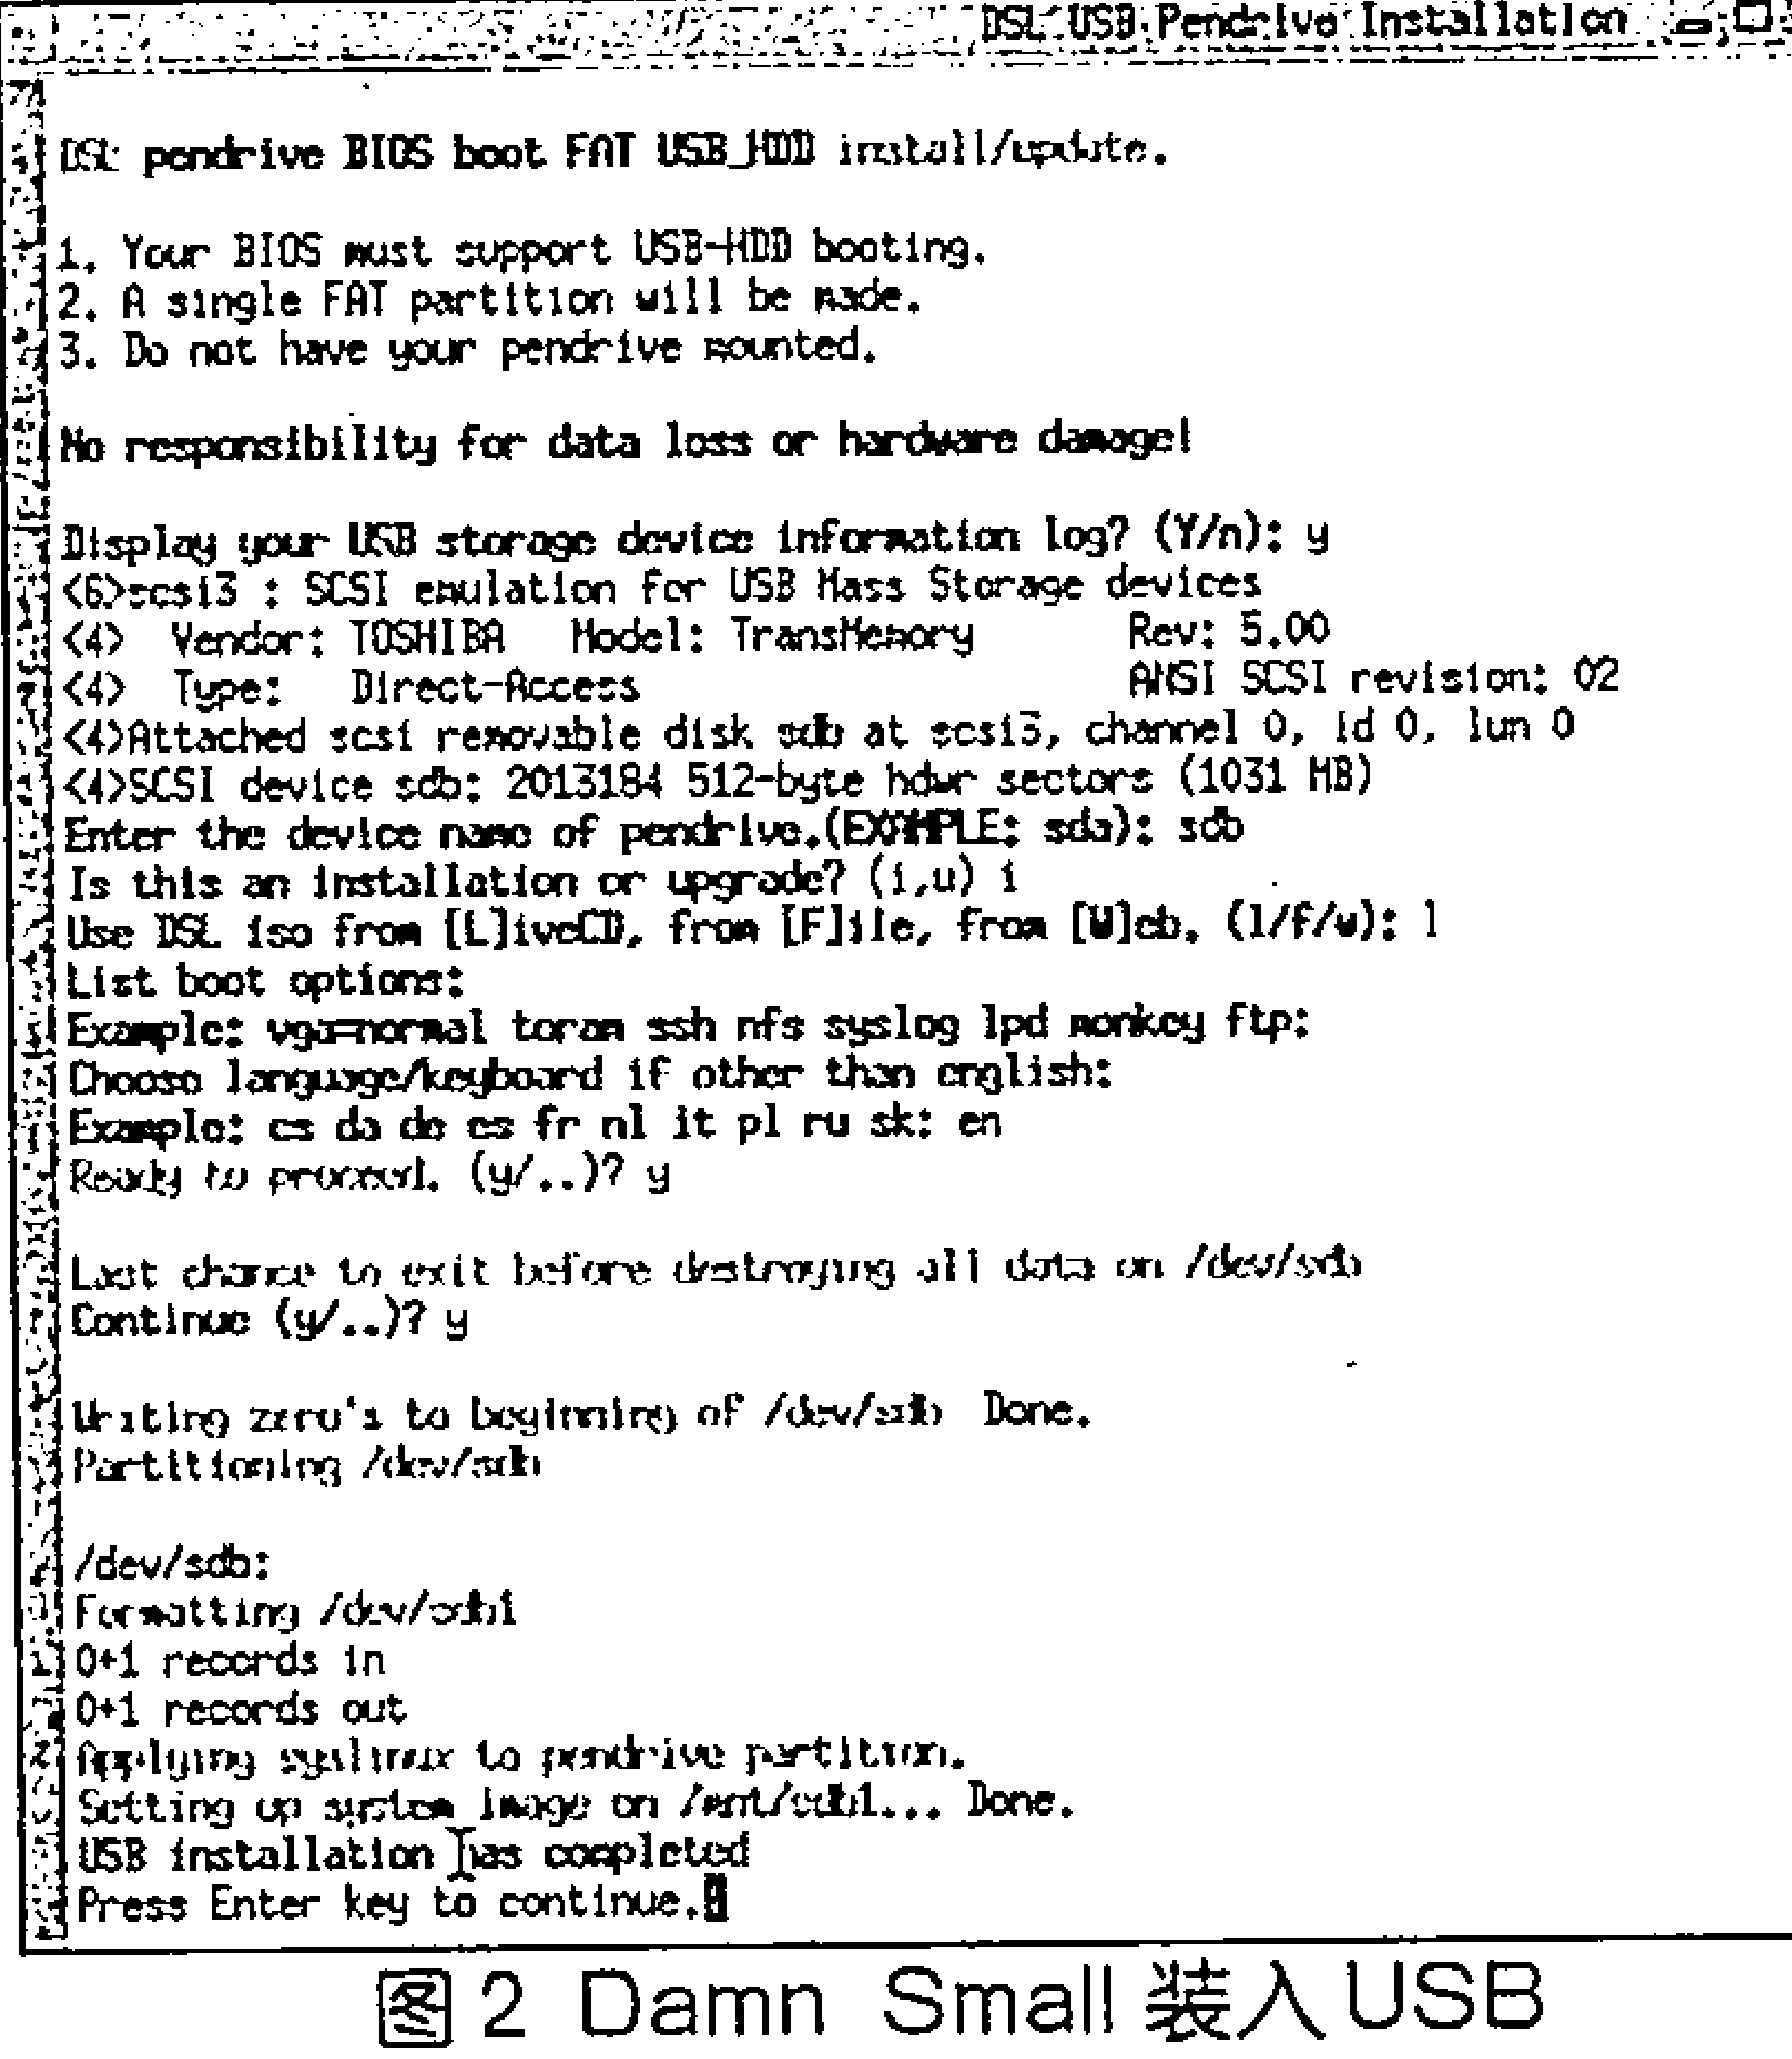 DSL USB Pendrive Installation
DSL pendrive BIOS boot FAT USB_HDD install/update.
1. Your BIOS must support USB-HDD booting.
2. A single FAT partition will be made.
3. Do not have your pendrive mounted.
No responsibility for data loss or hardware damage!
Display your USB storage device information log? (Y/n): y
<6>scsi3 : SCSI emulation for USB Mass Storage devices
<4>  Vendor: TOSHIBA   Model: TransMemory        Rev: 5.00
<4>  Type:   Direct-Access                       ANSI SCSI revision: 02
<4>Attached scsi removable disk sdb at scsi3, channel 0, id 0, lun 0
<4>SCSI device sdb: 2013184 512-byte hdwr sectors (1031 MB)
Enter the device name of pendrive.(EXAMPLE: sda): sdb
Is this an installation or upgrade? (i,u) i
Use DSL iso from [L]iveCD, from [F]ile, from [W]eb. (l/f/w): l
List boot options:
Example: vga=normal toram ssh nfs syslog lpd monkey ftp:
Choose language/keyboard if other than english:
Example: cs da de es fr nl it pl ru sk: en
Ready to proceed. (y/..)? y
Last chance to exit before destroying all data on /dev/sdb
Continue (y/..)? y
Writing zero's to beginning of /dev/sdb  Done.
Partitioning /dev/sdb
/dev/sdb:
Formatting /dev/sdb1
0+1 records in
0+1 records out
Applying syslinux to pendrive partition.
Setting up system image on /mnt/sdb1... Done.
USB installation has completed
Press Enter key to continue.
图2 Damn Small 装入USB